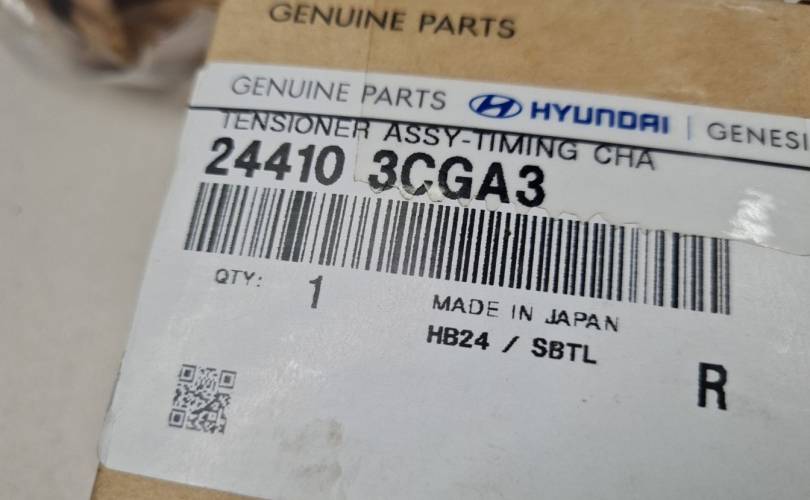 GENUINE PARTS
GENUINE PARTS HYUNDAI | GENESI
TENSIONER ASSY-TIMING CHA
24410 3CGA3
QTY: 1 MADE IN JAPAN
HB24 / SBTL
R